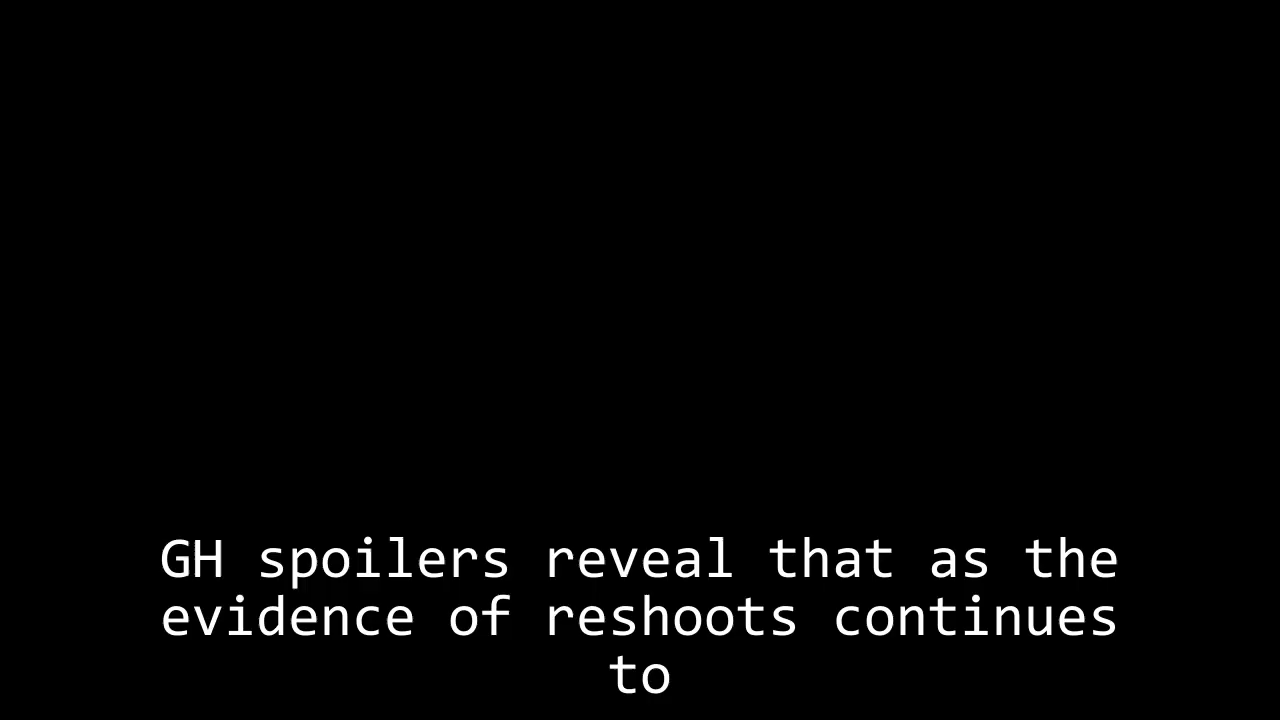 GH spoilers reveal that as the
evidence of reshoots continues
to